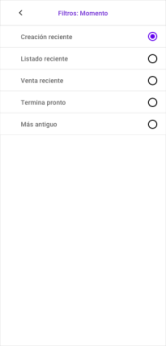 Filtros: Momento
Creación reciente
Listado reciente
Venta reciente
Termina pronto
Más antiguo